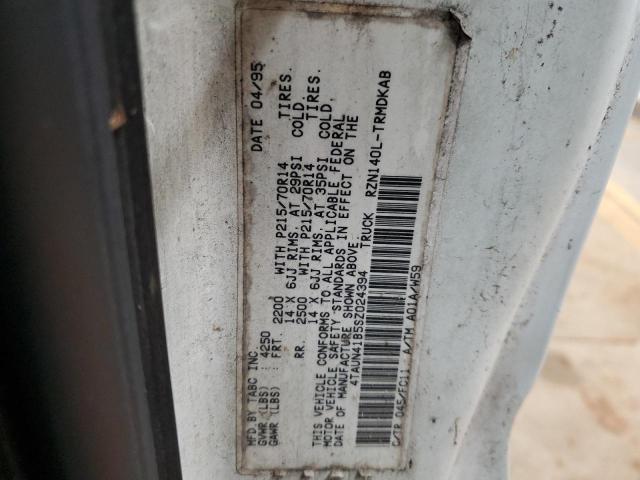 MFD.BY TABC INC DATE 04/95
GVWR (LBS) : 4250
GAWR (LBS) : FRT. 2200 WITH P215/70R14 TIRES.
14 X 6JJ RIMS. AT 29PSI COLD.
RR. 2500 WITH P215/70R14 TIRES.
14 X 6JJ RIMS. AT 35PSI COLD.
THIS VEHICLE CONFORMS TO ALL APPLICABLE FEDERAL
MOTOR VEHICLE SAFETY STANDARDS IN EFFECT ON THE
DATE OF MANUFACTURE SHOWN ABOVE.
4TAUN41B5SZ024394 TRUCK RZN140L-TRMDKAB
C/TR 045/FC11 A/TM A01A/W59